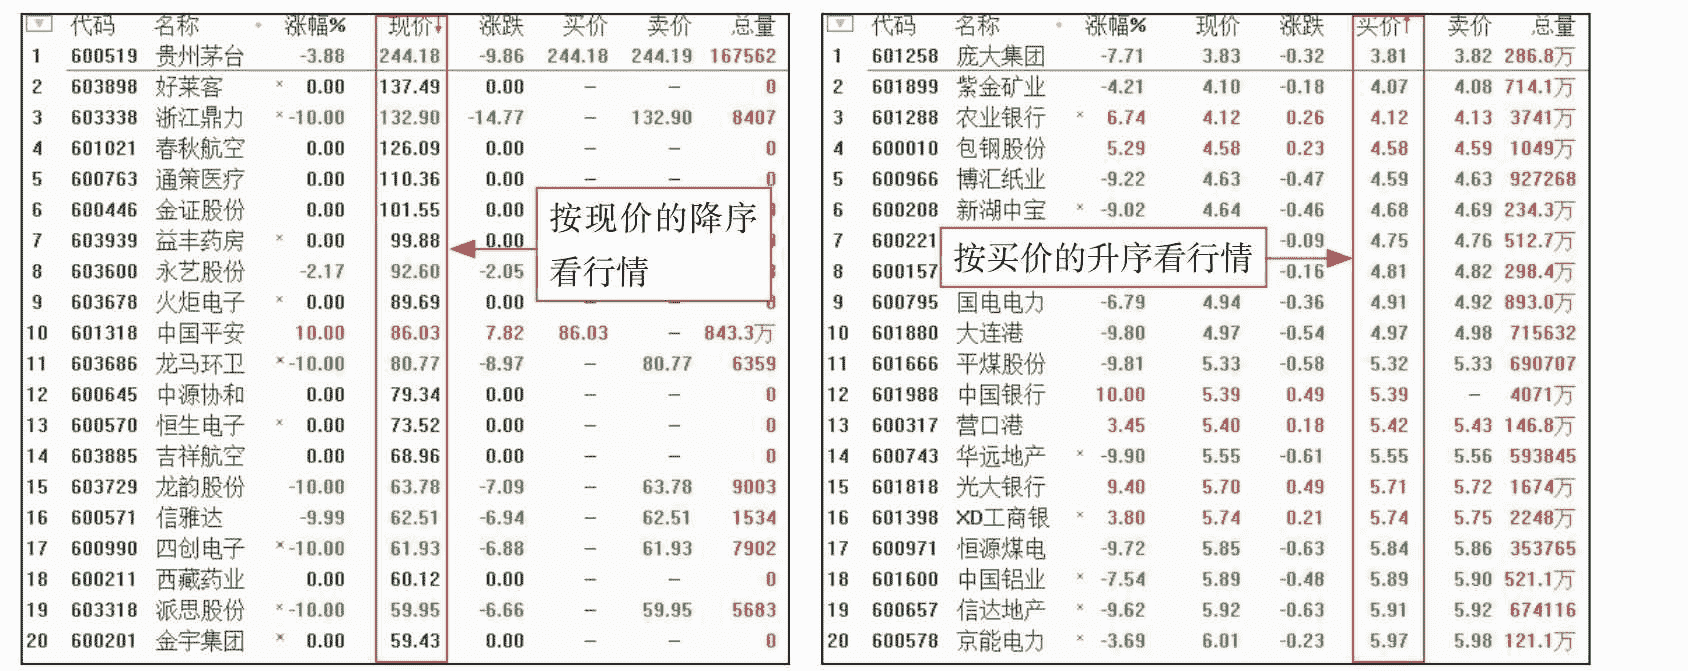 代码 名称 涨幅% 现价↓ 涨跌 买价 卖价 总量
1 600519 贵州茅台 -3.88 244.18 -9.86 244.18 244.19 167562
2 603898 好莱客 × 0.00 137.49 0.00 — — 0
3 603338 浙江鼎力 × -10.00 132.90 -14.77 — 132.90 8407
4 601021 春秋航空 0.00 126.09 0.00 — — 0
5 600763 通策医疗 0.00 110.36 0.00 — — 0
6 600446 金证股份 0.00 101.55 0.00
7 603939 益丰药房 × 0.00 99.88 0.00
8 603600 永艺股份 -2.17 92.60 -2.05
9 603678 火炬电子 × 0.00 89.69 0.00 — — 0
10 601318 中国平安 10.00 86.03 7.82 86.03 — 843.3万
11 603686 龙马环卫 × -10.00 80.77 -8.97 — 80.77 6359
12 600645 中源协和 0.00 79.34 0.00 — — 0
13 600570 恒生电子 × 0.00 73.52 0.00 — — 0
14 603885 吉祥航空 0.00 68.96 0.00 — — 0
15 603729 龙韵股份 -10.00 63.78 -7.09 — 63.78 9003
16 600571 信雅达 -9.99 62.51 -6.94 — 62.51 1534
17 600990 四创电子 × -10.00 61.93 -6.88 — 61.93 7902
18 600211 西藏药业 0.00 60.12 0.00 — — 0
19 603318 派思股份 × -10.00 59.95 -6.66 — 59.95 5683
20 600201 金宇集团 × 0.00 59.43 0.00 — — 0
按现价的降序
看行情
代码 名称 涨幅% 现价 涨跌 买价↑ 卖价 总量
1 601258 庞大集团 -7.71 3.83 -0.32 3.81 3.82 286.8万
2 601899 紫金矿业 -4.21 4.10 -0.18 4.07 4.08 714.1万
3 601288 农业银行 × 6.74 4.12 0.26 4.12 4.13 3741万
4 600010 包钢股份 5.29 4.58 0.23 4.58 4.59 1049万
5 600966 博汇纸业 -9.22 4.63 -0.47 4.59 4.63 927268
6 600208 新湖中宝 × -9.02 4.64 -0.46 4.68 4.69 234.3万
7 600221 -0.09 4.75 4.76 512.7万
8 600157 -0.16 4.81 4.82 298.4万
9 600795 国电电力 -6.79 4.94 -0.36 4.91 4.92 893.0万
10 601880 大连港 -9.80 4.97 -0.54 4.97 4.98 715632
11 601666 平煤股份 -9.81 5.33 -0.58 5.32 5.33 690707
12 601988 中国银行 10.00 5.39 0.49 5.39 — 4071万
13 600317 营口港 3.45 5.40 0.18 5.42 5.43 146.8万
14 600743 华远地产 × -9.90 5.55 -0.61 5.55 5.56 593845
15 601818 光大银行 9.40 5.70 0.49 5.71 5.72 1674万
16 601398 XD工商银 × 3.80 5.74 0.21 5.74 5.75 2248万
17 600971 恒源煤电 -9.72 5.85 -0.63 5.84 5.86 353765
18 601600 中国铝业 × -7.54 5.89 -0.48 5.89 5.90 521.1万
19 600657 信达地产 × -9.62 5.92 -0.63 5.91 5.92 674116
20 600578 京能电力 × -3.69 6.01 -0.23 5.97 5.98 121.1万
按买价的升序看行情